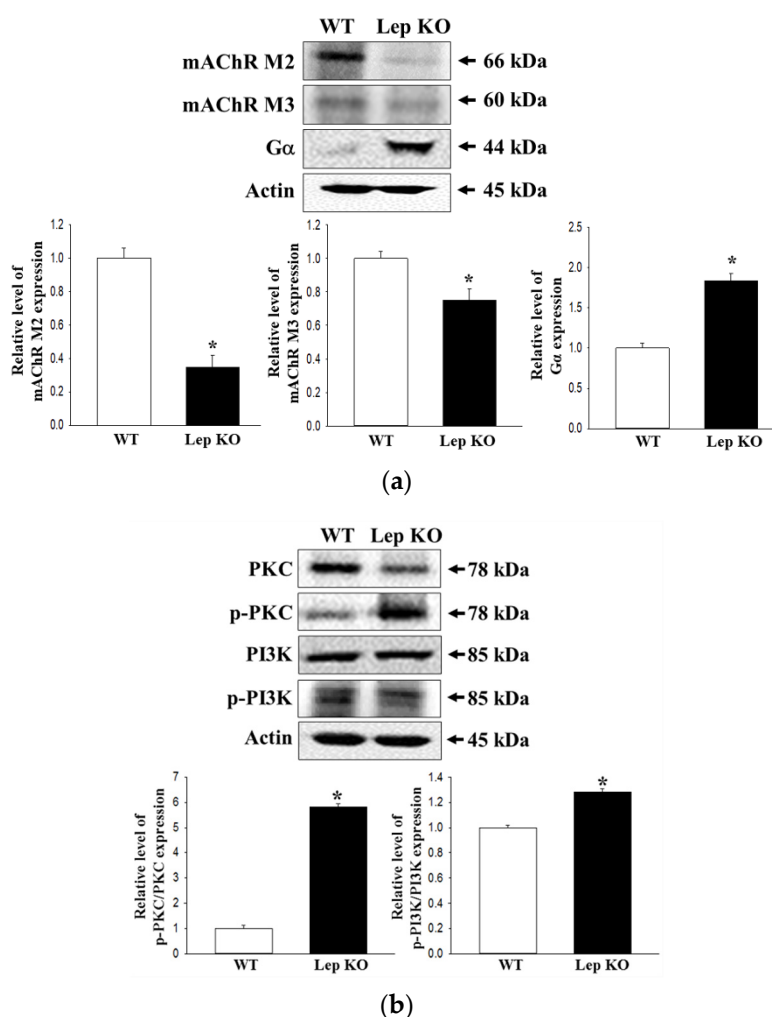 WT Lep KO
mAChR M2 66 kDa
mAChR M3 60 kDa
Gα 44 kDa
Actin 45 kDa
Relative level of
mAChR M2 expression
1.2
1.0
0.8
0.6
0.4
0.2
0.0
*
WT Lep KO
Relative level of
mAChR M3 expression
1.2
1.0
0.8
0.6
0.4
0.2
0.0
*
WT Lep KO
Relative level of
Gα expression
2.5
2.0
1.5
1.0
0.5
0.0
*
WT Lep KO
(a)
WT Lep KO
PKC 78 kDa
p-PKC 78 kDa
PI3K 85 kDa
p-PI3K 85 kDa
Actin 45 kDa
Relative level of
p-PKC/PKC expression
7
6
5
4
3
2
1
0
*
WT Lep KO
Relative level of
p-PI3K/PI3K expression
1.4
1.2
1.0
0.8
0.6
0.4
0.2
0.0
*
WT Lep KO
(b)